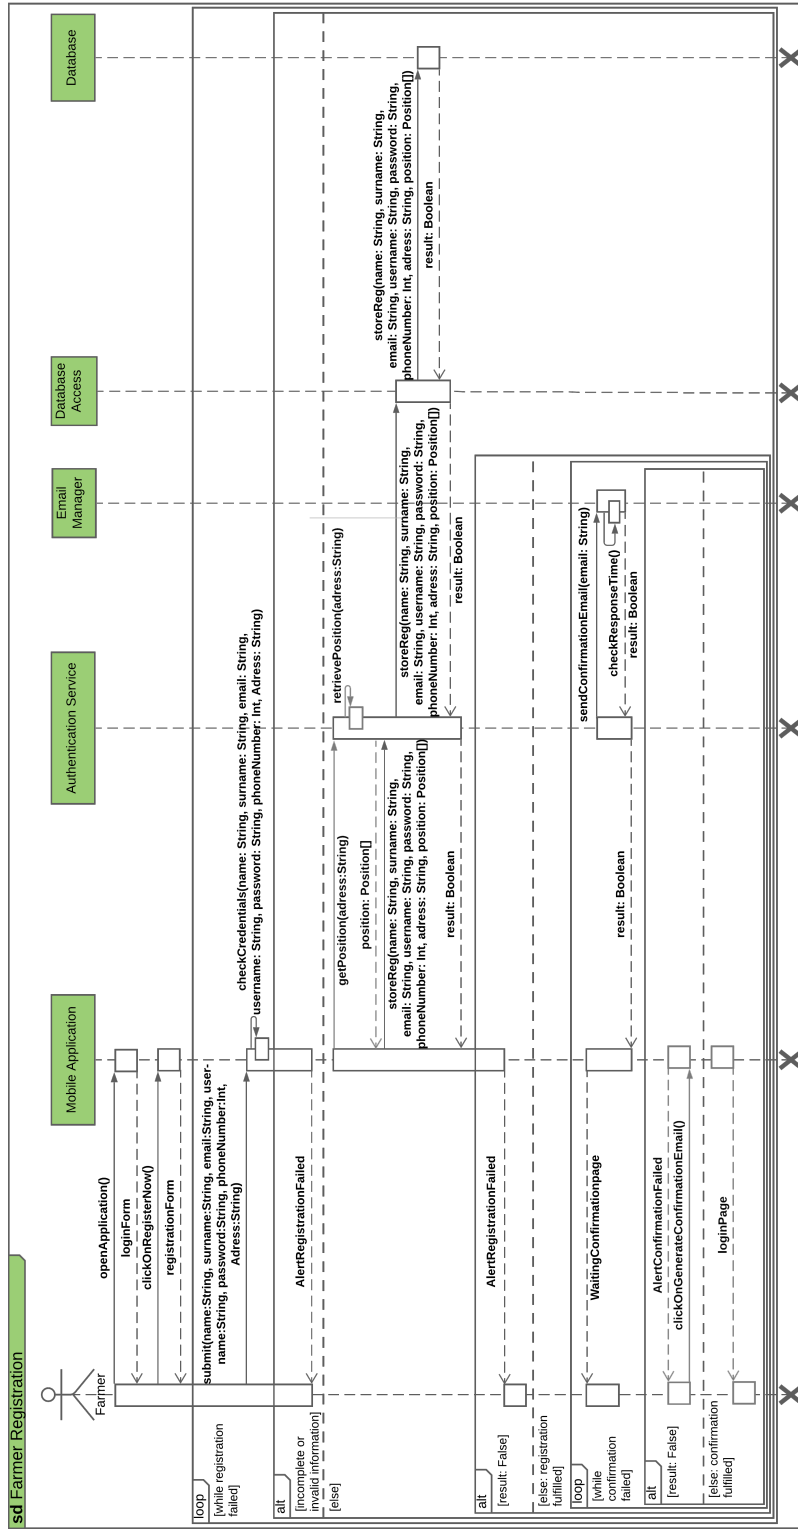 sd Farmer Registration
Farmer
Mobile Application
Authentication Service
Email
Manager
Database
Access
Database
openApplication()
loginForm
clickOnRegisterNow()
registrationForm
loop
[while registration
failed]
submit(name:String, surname:String, email:String, user-
name:String, password:String, phoneNumber:Int,
Adress:String)
checkCredentials(name: String, surname: String, email: String,
username: String, password: String, phoneNumber: Int, Adress: String)
alt
[incomplete or
invalid information]
AlertRegistrationFailed
[else]
getPosition(adress:String)
retrievePosition(adress:String)
position: Position[]
storeReg(name: String, surname: String,
email: String, username: String, password: String,
phoneNumber: Int, adress: String, position: Position[])
storeReg(name: String, surname: String,
email: String, username: String, password: String,
phoneNumber: Int, adress: String, position: Position[])
storeReg(name: String, surname: String,
email: String, username: String, password: String,
phoneNumber: Int, adress: String, position: Position[])
result: Boolean
result: Boolean
result: Boolean
alt
[result: False]
AlertRegistrationFailed
[else: registration
fulfilled]
loop
[while
confirmation
failed]
WaitingConfirmationpage
sendConfirmationEmail(email: String)
checkResponseTime()
result: Boolean
result: Boolean
alt
[result: False]
AlertConfirmationFailed
clickOnGenerateConfirmationEmail()
[else: confirmation
fulfilled]
loginPage